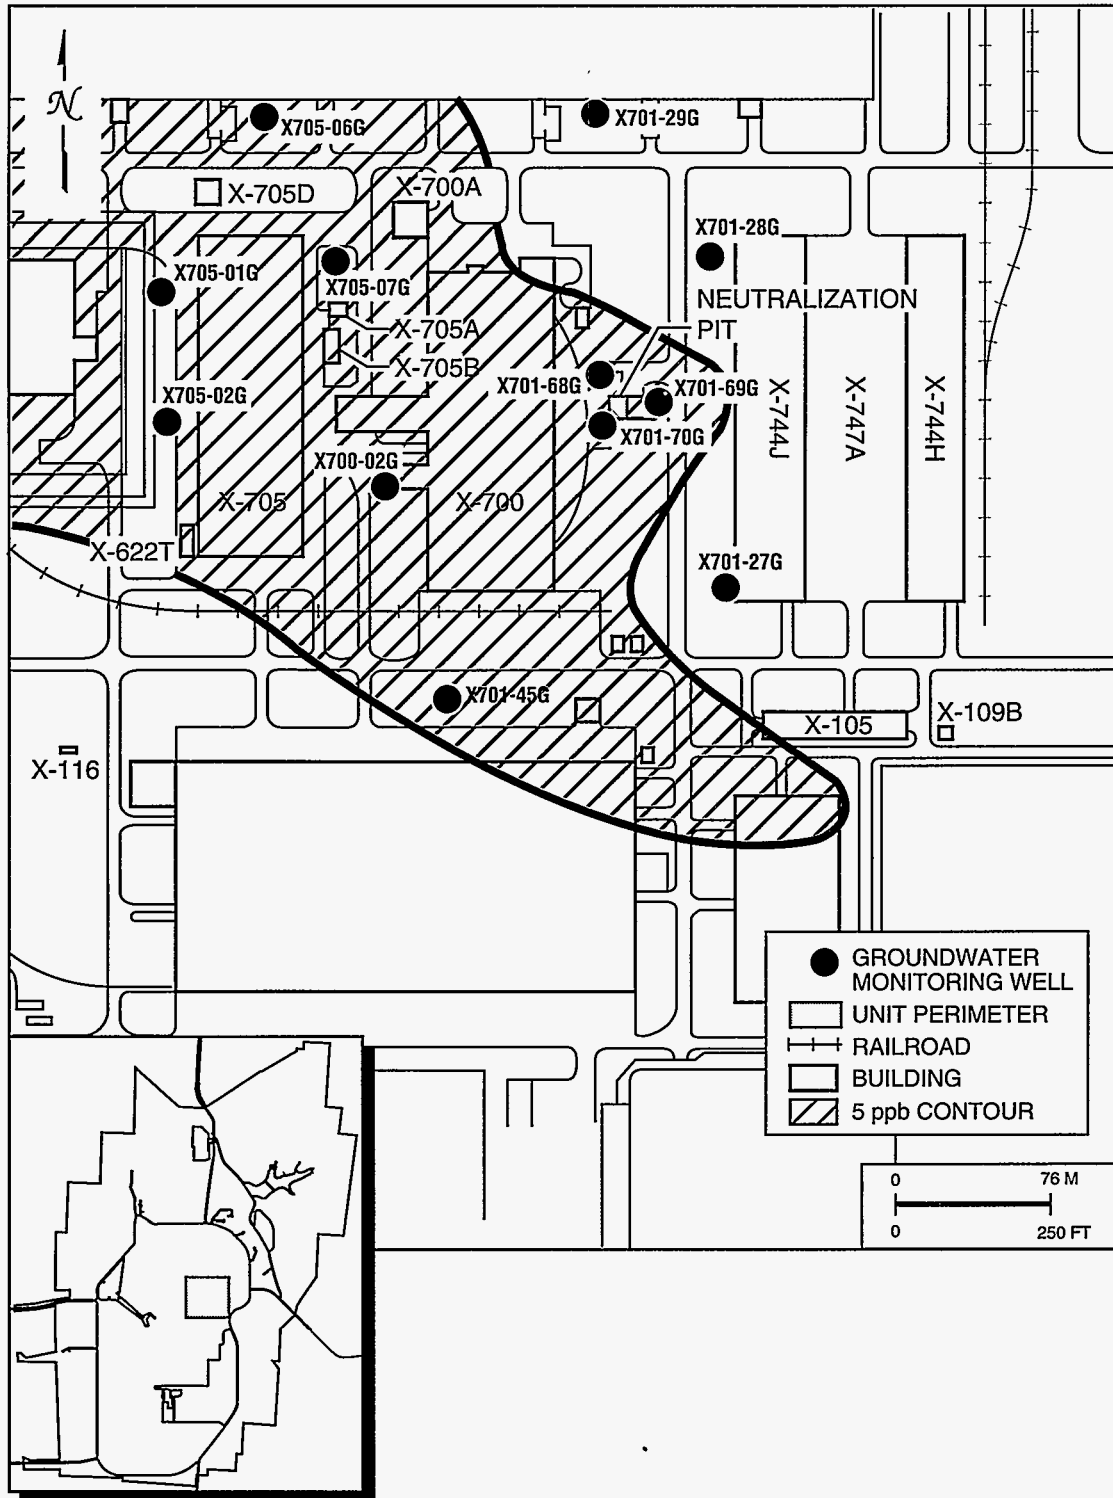 N
X705-06G
X701-29G
X-705D
X-700A
X701-28G
X705-01G
X705-07G
NEUTRALIZATION
PIT
X-705A
X-705B
X701-68G
X701-69G
X705-02G
X701-70G
X-744J
X-747A
X-744H
X700-02G
X-705
X-700
X-622T
X701-27G
X701-45G
X-105
X-109B
X-116
GROUNDWATER
MONITORING WELL
UNIT PERIMETER
RAILROAD
BUILDING
5 ppb CONTOUR
0 76 M
0 250 FT